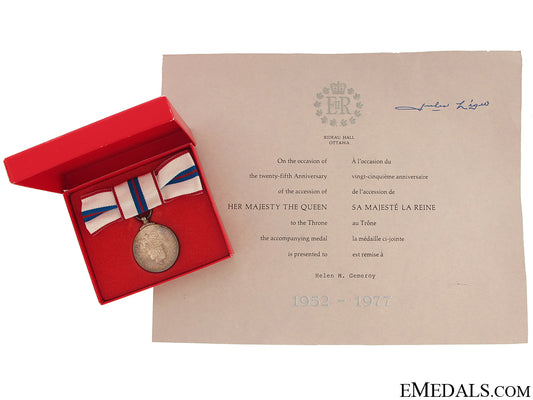 EIIR
RIDEAU HALL
OTTAWA
Jules Léger
On the occasion of
the twenty-fifth Anniversary
of the accession of
HER MAJESTY THE QUEEN
to the Throne
the accompanying medal
is presented to
À l'occasion du
vingt-cinquième anniversaire
de l'accession de
SA MAJESTÉ LA REINE
au Trône
la médaille ci-jointe
est remise à
Helen M. Gemeroy
1952 - 1977
EMEDALS.COM